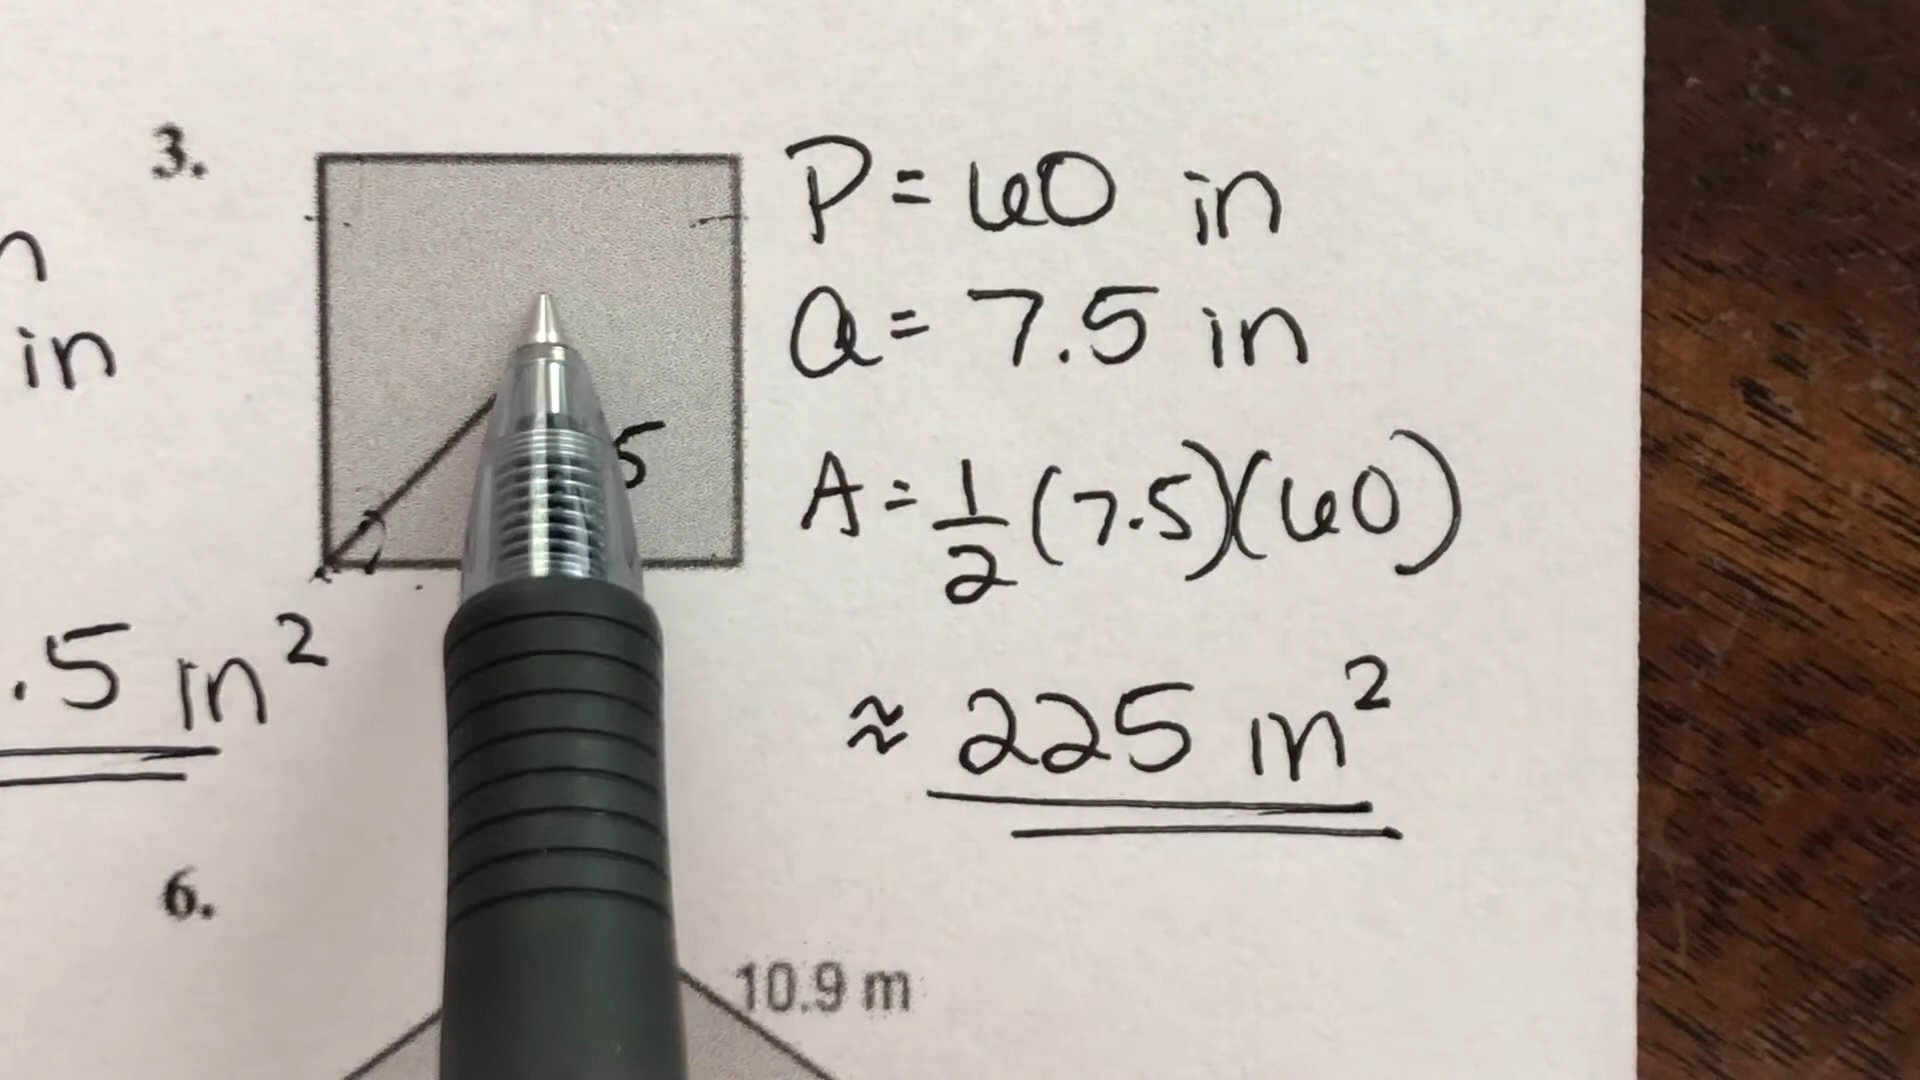 3.
P = 60 in
a = 7.5 in
5
A = 1/2 (7.5)(60)
≈ 225 in²
in
.5 in²
6.
10.9 m